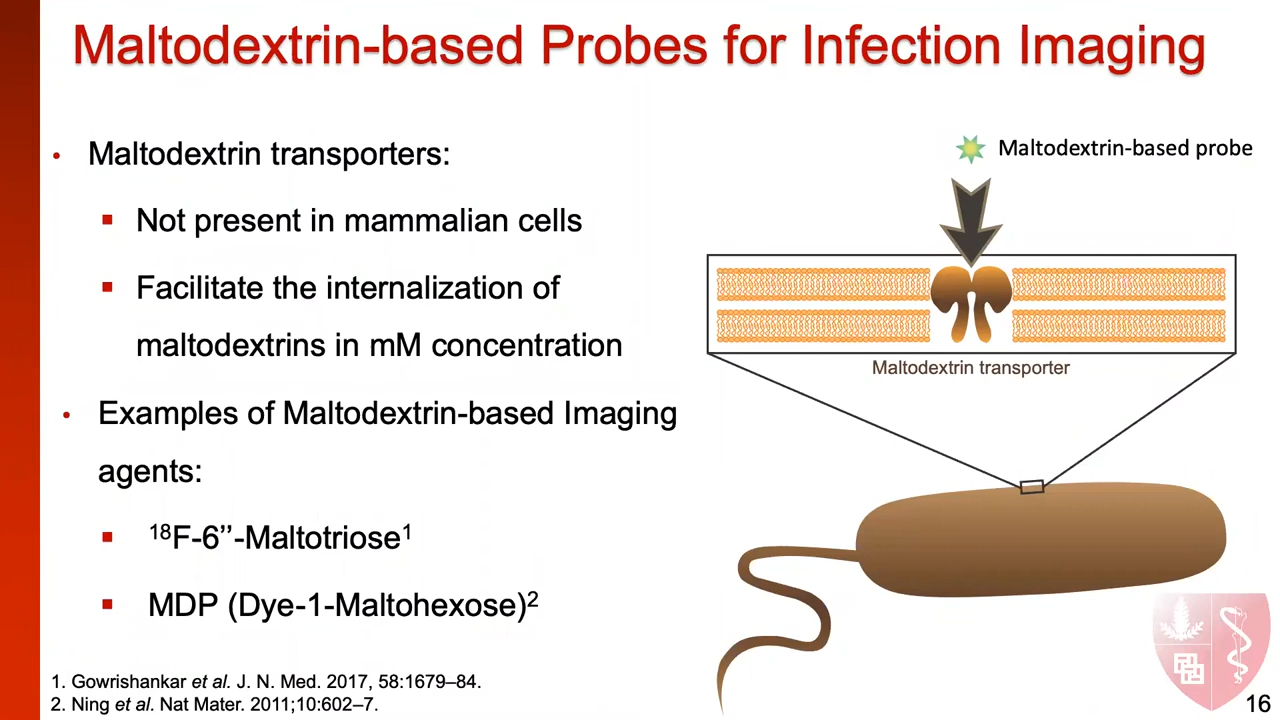 Maltodextrin-based Probes for Infection Imaging
• Maltodextrin transporters:
▪ Not present in mammalian cells
▪ Facilitate the internalization of
maltodextrins in mM concentration
• Examples of Maltodextrin-based Imaging
agents:
▪ ¹⁸F-6’’-Maltotriose¹
▪ MDP (Dye-1-Maltohexose)²
1. Gowrishankar et al. J. N. Med. 2017, 58:1679–84.
2. Ning et al. Nat Mater. 2011;10:602–7.
Maltodextrin-based probe
Maltodextrin transporter
16